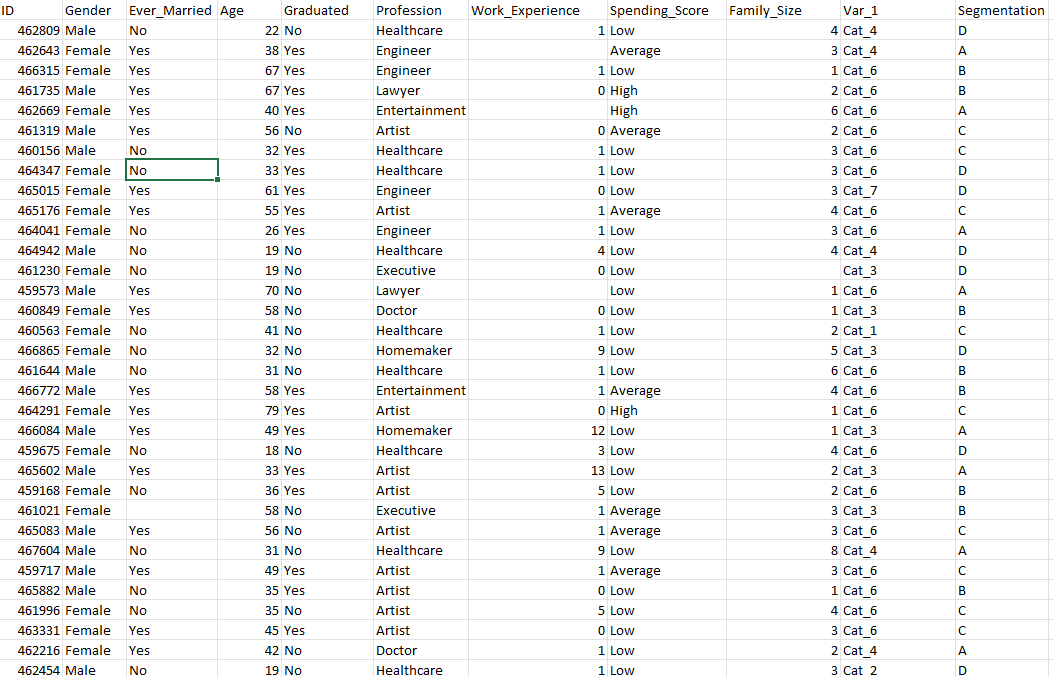 ID Gender Ever_Married Age Graduated Profession Work_Experience Spending_Score Family_Size Var_1 Segmentation
462809 Male No 22 No Healthcare 1 Low 4 Cat_4 D
462643 Female Yes 38 Yes Engineer Average 3 Cat_4 A
466315 Female Yes 67 Yes Engineer 1 Low 1 Cat_6 B
461735 Male Yes 67 Yes Lawyer 0 High 2 Cat_6 B
462669 Female Yes 40 Yes Entertainment High 6 Cat_6 A
461319 Male Yes 56 No Artist 0 Average 2 Cat_6 C
460156 Male No 32 Yes Healthcare 1 Low 3 Cat_6 C
464347 Female No 33 Yes Healthcare 1 Low 3 Cat_6 D
465015 Female Yes 61 Yes Engineer 0 Low 3 Cat_7 D
465176 Female Yes 55 Yes Artist 1 Average 4 Cat_6 C
464041 Female No 26 Yes Engineer 1 Low 3 Cat_6 A
464942 Male No 19 No Healthcare 4 Low 4 Cat_4 D
461230 Female No 19 No Executive 0 Low Cat_3 D
459573 Male Yes 70 No Lawyer Low 1 Cat_6 A
460849 Female Yes 58 No Doctor 0 Low 1 Cat_3 B
460563 Female No 41 No Healthcare 1 Low 2 Cat_1 C
466865 Female No 32 No Homemaker 9 Low 5 Cat_3 D
461644 Male No 31 No Healthcare 1 Low 6 Cat_6 B
466772 Male Yes 58 Yes Entertainment 1 Average 4 Cat_6 B
464291 Female Yes 79 Yes Artist 0 High 1 Cat_6 C
466084 Male Yes 49 Yes Homemaker 12 Low 1 Cat_3 A
459675 Female No 18 No Healthcare 3 Low 4 Cat_6 D
465602 Male Yes 33 Yes Artist 13 Low 2 Cat_3 A
459168 Female No 36 Yes Artist 5 Low 2 Cat_6 B
461021 Female 58 No Executive 1 Average 3 Cat_3 B
465083 Male Yes 56 No Artist 1 Average 3 Cat_6 C
467604 Male No 31 No Healthcare 9 Low 8 Cat_4 A
459717 Male Yes 49 Yes Artist 1 Average 3 Cat_6 C
465882 Male No 35 Yes Artist 0 Low 1 Cat_6 B
461996 Female No 35 No Artist 5 Low 4 Cat_6 C
463331 Female Yes 45 Yes Artist 0 Low 3 Cat_6 C
462216 Female Yes 42 No Doctor 1 Low 2 Cat_4 A
462454 Male No 19 No Healthcare 1 Low 3 Cat_2 D